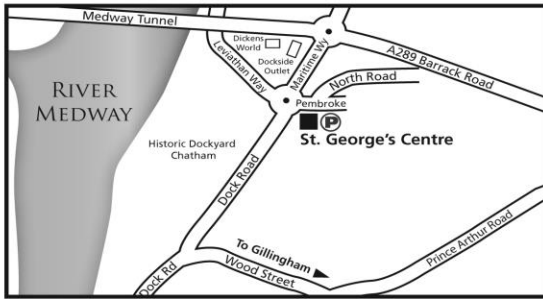 Medway Tunnel
Dickens
World
Dockside
Outlet
Leviathan Way
Maritime Wy
A289 Barrack Road
North Road
Pembroke
RIVER
MEDWAY
P
St. George's Centre
Historic Dockyard
Chatham
Dock Road
To Gillingham
Wood Street
Prince Arthur Road
Dock Rd